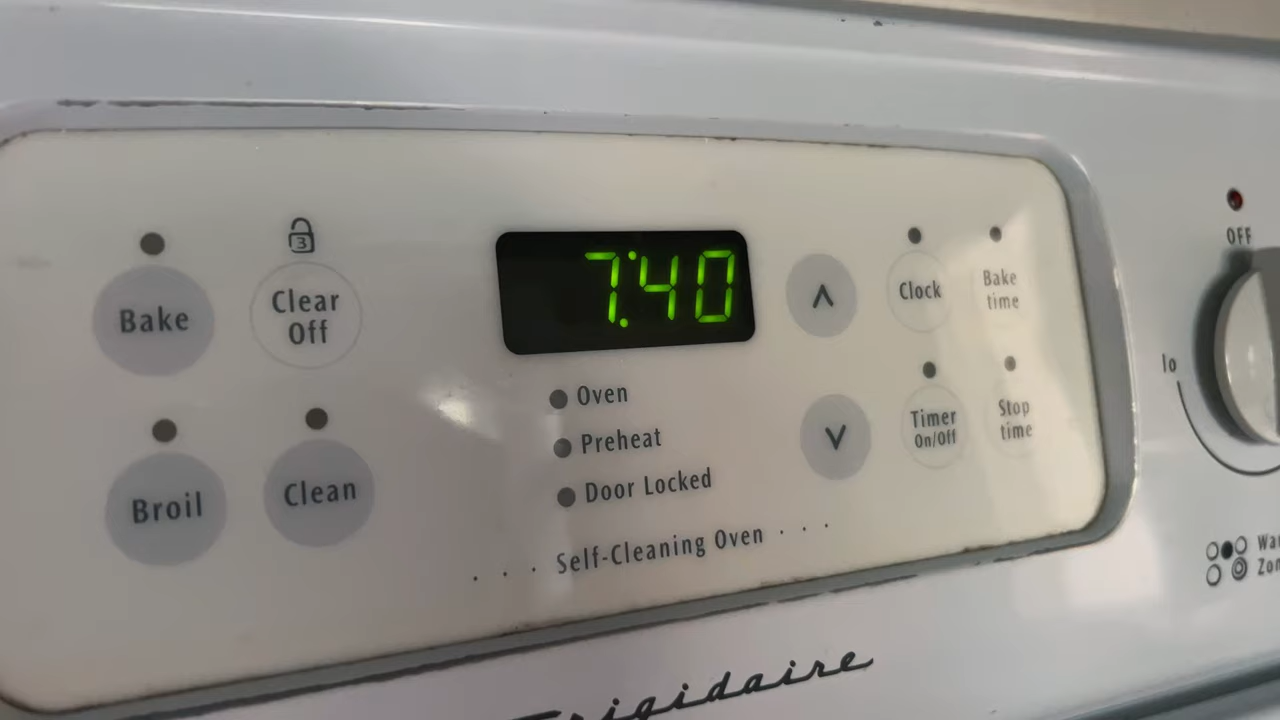 3
Bake
Clear
Off
7:40
Clock
Bake
time
Oven
Preheat
Door Locked
Timer
On/Off
Stop
time
Broil
Clean
Self-Cleaning Oven
OFF
lo
Frigidaire